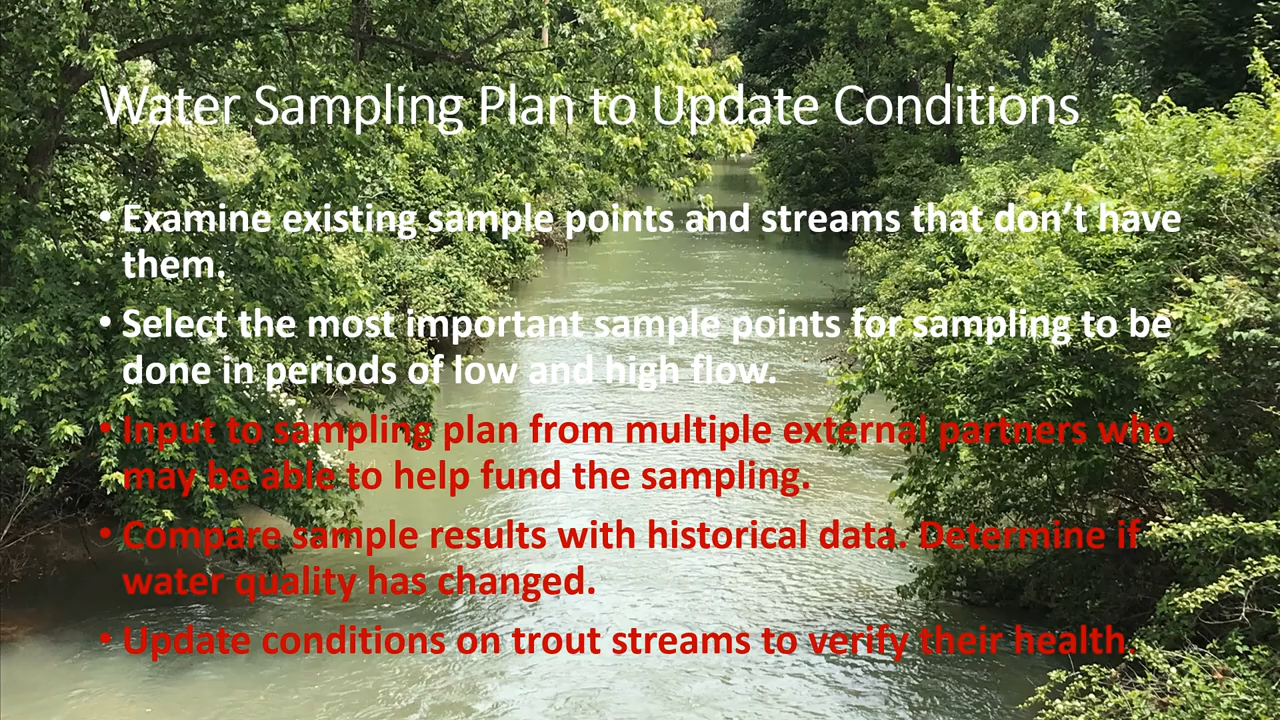 Water Sampling Plan to Update Conditions
• Examine existing sample points and streams that don’t have
them.
• Select the most important sample points for sampling to be
done in periods of low and high flow.
• Input to sampling plan from multiple external partners who
may be able to help fund the sampling.
• Compare sample results with historical data. Determine if
water quality has changed.
• Update conditions on trout streams to verify their health.